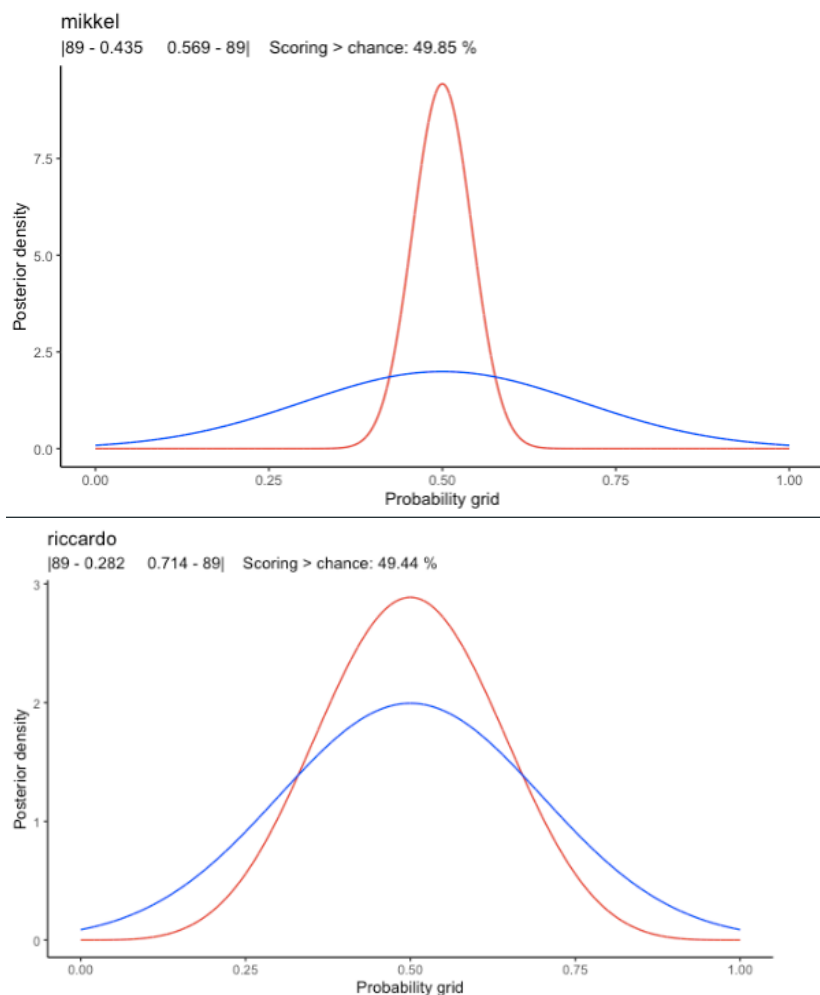 mikkel
|89 - 0.435 0.569 - 89| Scoring > chance: 49.85 %
7.5
5.0
2.5
0.0
Posterior density
0.00 0.25 0.50 0.75 1.00
Probability grid
riccardo
|89 - 0.282 0.714 - 89| Scoring > chance: 49.44 %
3
2
1
0
Posterior density
0.00 0.25 0.50 0.75 1.00
Probability grid